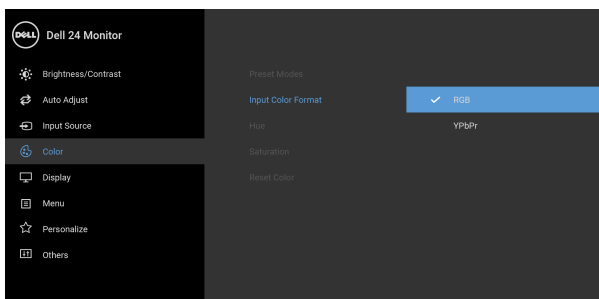 DELL
Dell 24 Monitor
Brightness/Contrast
Auto Adjust
Input Source
Color
Display
Menu
Personalize
Others
Preset Modes
Input Color Format
Hue
Saturation
Reset Color
RGB
YPbPr